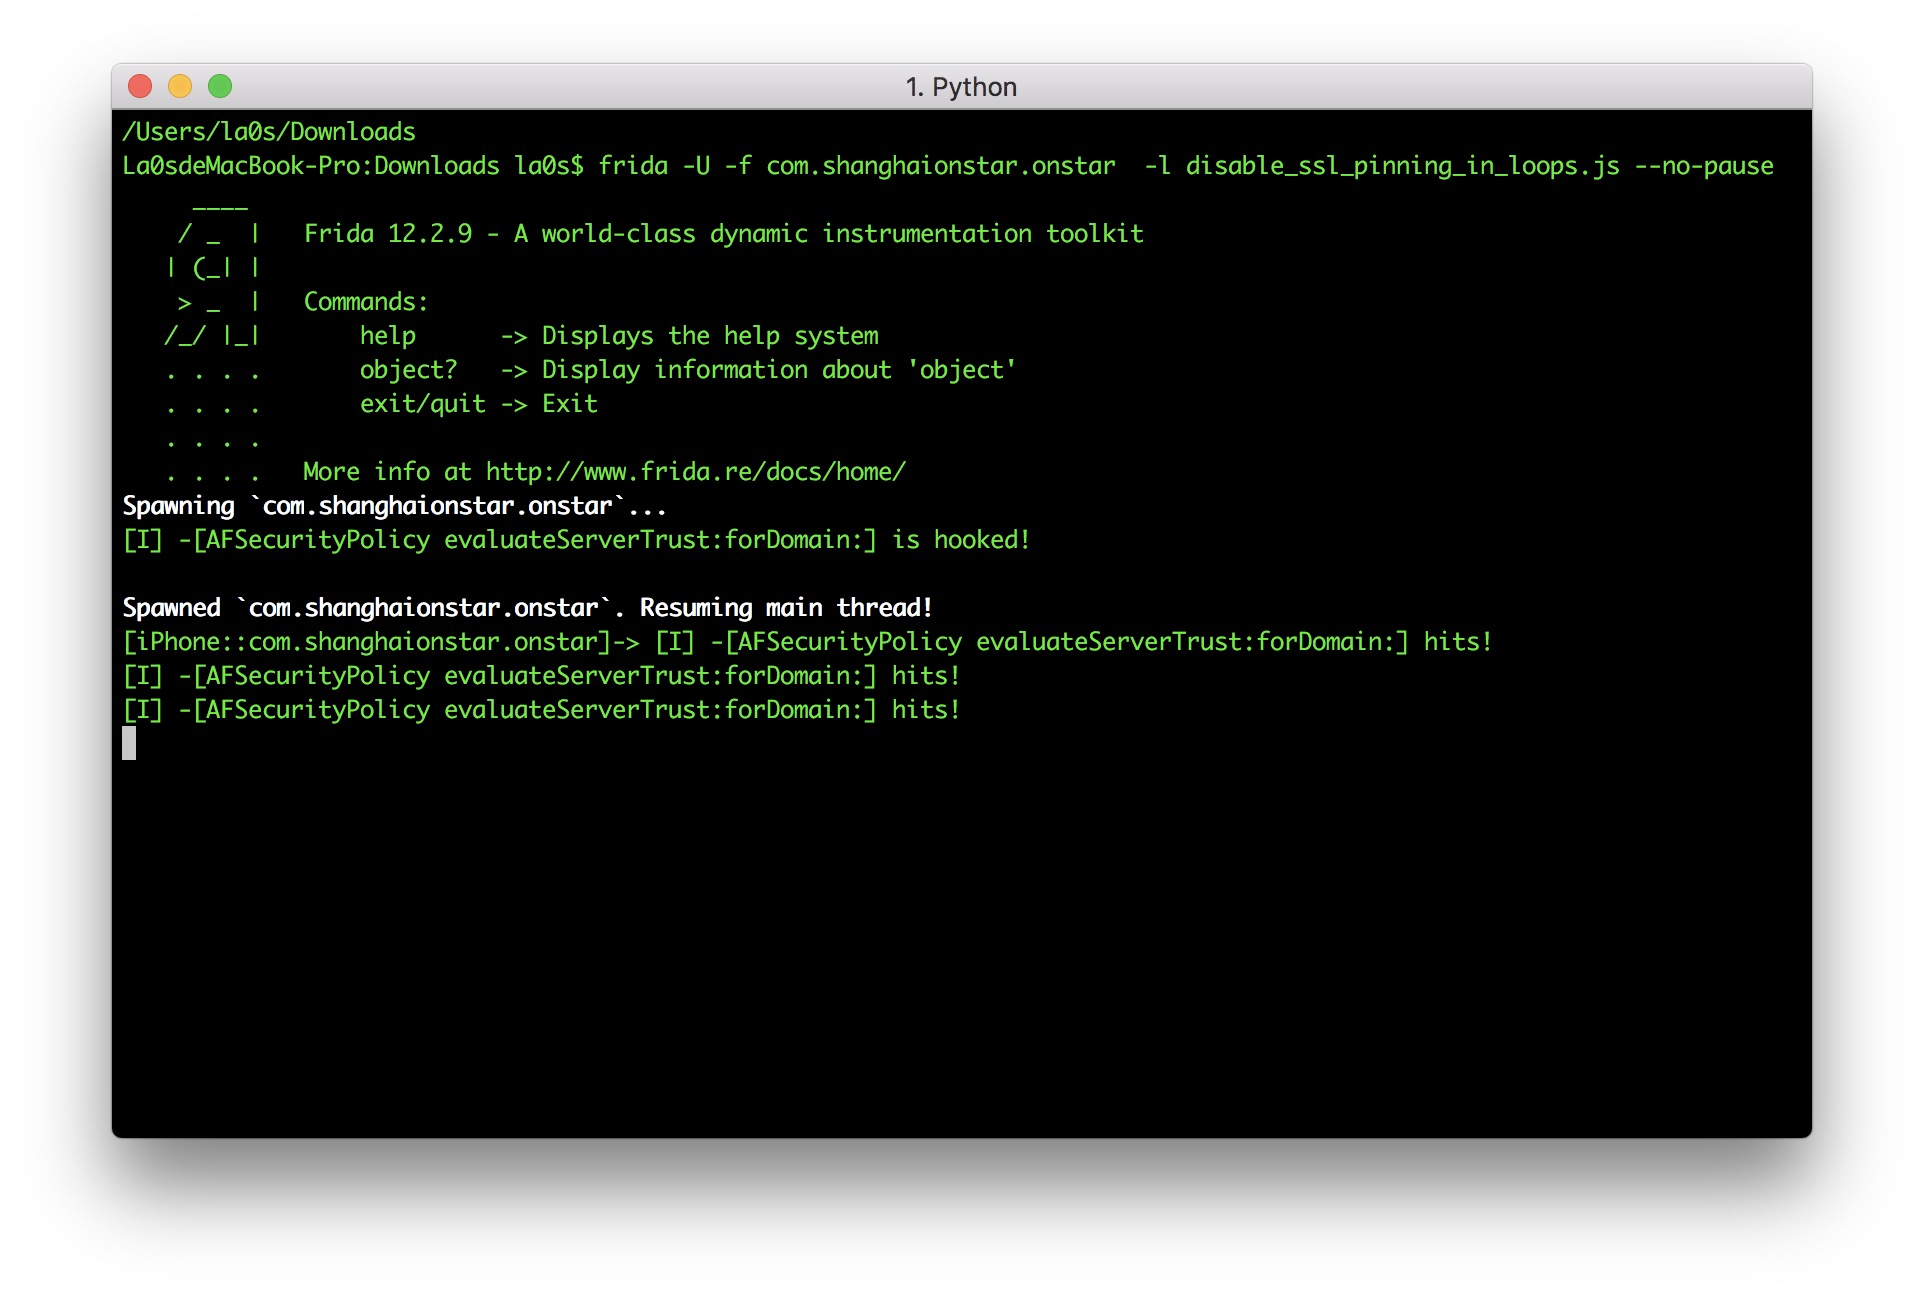 1. Python
/Users/la0s/Downloads
La0sdeMacBook-Pro:Downloads la0s$ frida -U -f com.shanghaionstar.onstar  -l disable_ssl_pinning_in_loops.js --no-pause
     ____
    / _  |   Frida 12.2.9 - A world-class dynamic instrumentation toolkit
   | (_| |
    > _  |   Commands:
   /_/ |_|       help      -> Displays the help system
   . . . .       object?   -> Display information about 'object'
   . . . .       exit/quit -> Exit
   . . . .
   . . . .   More info at http://www.frida.re/docs/home/
Spawning `com.shanghaionstar.onstar`...
[I] -[AFSecurityPolicy evaluateServerTrust:forDomain:] is hooked!
Spawned `com.shanghaionstar.onstar`. Resuming main thread!
[iPhone::com.shanghaionstar.onstar]-> [I] -[AFSecurityPolicy evaluateServerTrust:forDomain:] hits!
[I] -[AFSecurityPolicy evaluateServerTrust:forDomain:] hits!
[I] -[AFSecurityPolicy evaluateServerTrust:forDomain:] hits!